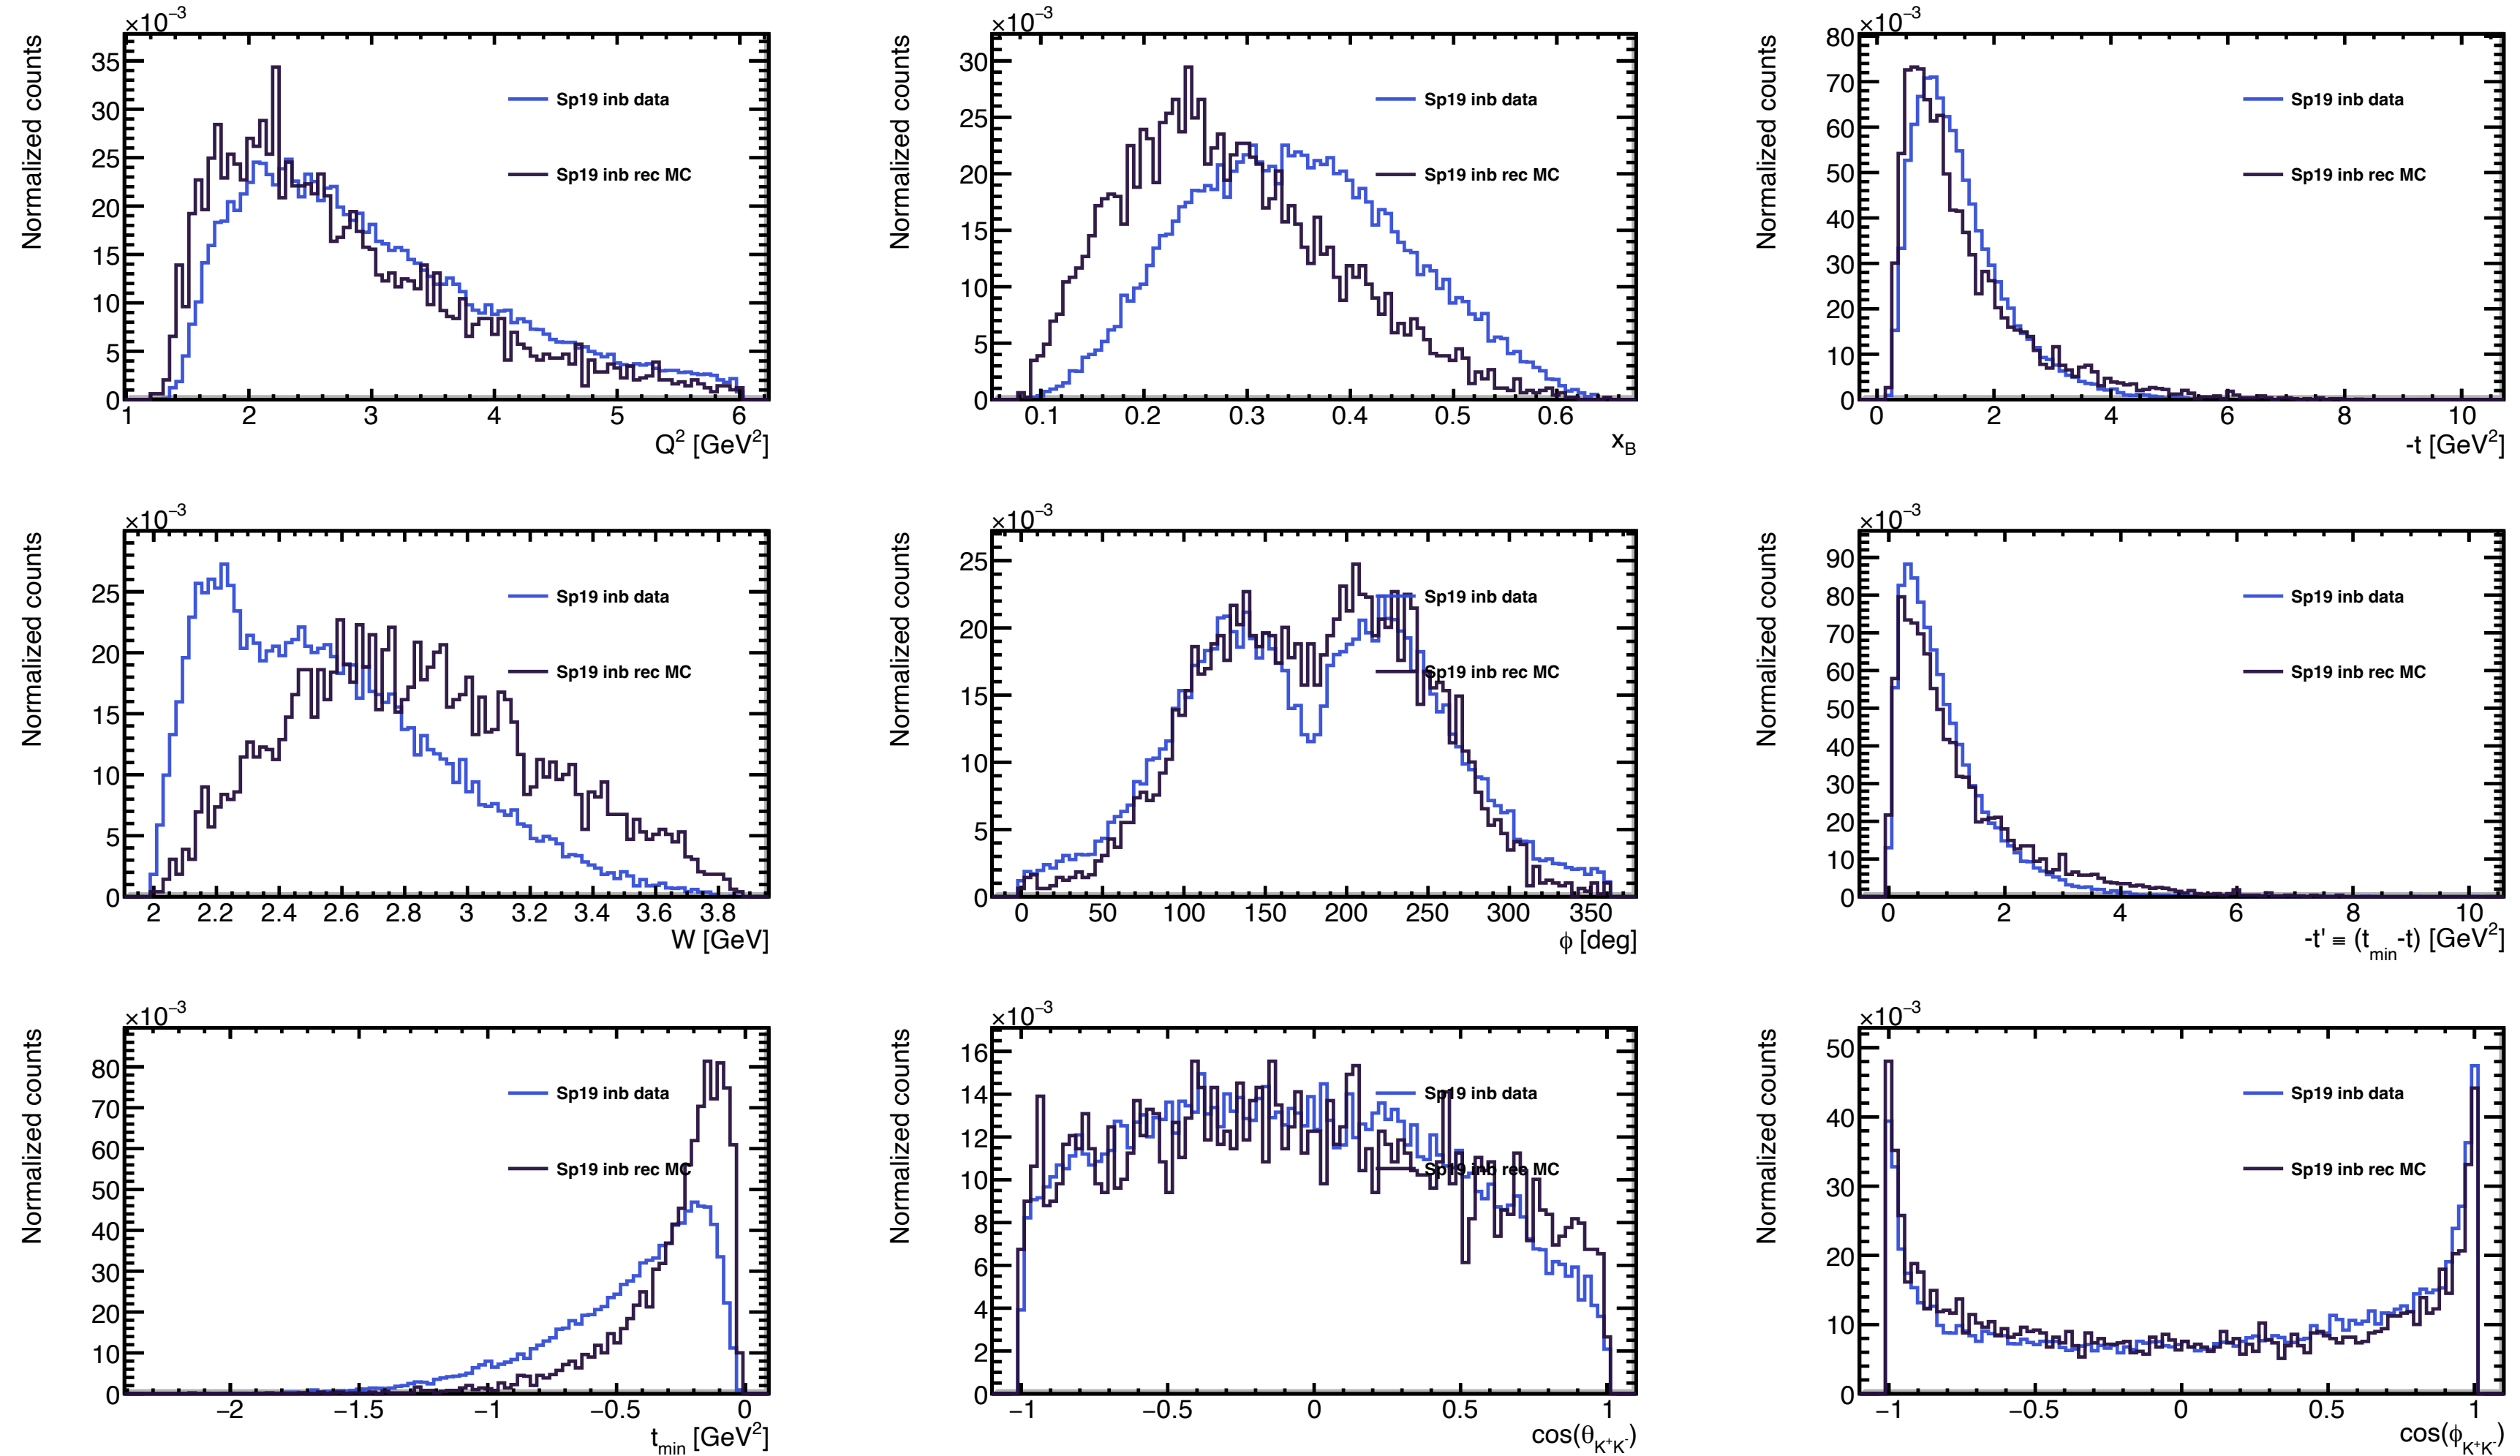 ×10⁻³
Normalized counts
35
30
25
20
15
10
5
0
Sp19 inb data
Sp19 inb rec MC
1 2 3 4 5 6
Q² [GeV²]
×10⁻³
Normalized counts
30
25
20
15
10
5
0
Sp19 inb data
Sp19 inb rec MC
0.1 0.2 0.3 0.4 0.5 0.6
x_B
×10⁻³
Normalized counts
80
70
60
50
40
30
20
10
0
Sp19 inb data
Sp19 inb rec MC
0 2 4 6 8 10
-t [GeV²]
×10⁻³
Normalized counts
25
20
15
10
5
0
Sp19 inb data
Sp19 inb rec MC
2 2.2 2.4 2.6 2.8 3 3.2 3.4 3.6 3.8
W [GeV]
×10⁻³
Normalized counts
25
20
15
10
5
0
Sp19 inb data
Sp19 inb rec MC
0 50 100 150 200 250 300 350
ϕ [deg]
×10⁻³
Normalized counts
90
80
70
60
50
40
30
20
10
0
Sp19 inb data
Sp19 inb rec MC
0 2 4 6 8 10
-t' ≡ (t_min-t) [GeV²]
×10⁻³
Normalized counts
80
70
60
50
40
30
20
10
0
Sp19 inb data
Sp19 inb rec MC
−2 −1.5 −1 −0.5 0
t_min [GeV²]
×10⁻³
Normalized counts
16
14
12
10
8
6
4
2
0
Sp19 inb data
Sp19 inb rec MC
−1 −0.5 0 0.5 1
cos(θ_K⁺K⁻)
×10⁻³
Normalized counts
50
40
30
20
10
0
Sp19 inb data
Sp19 inb rec MC
−1 −0.5 0 0.5 1
cos(ϕ_K⁺K⁻)